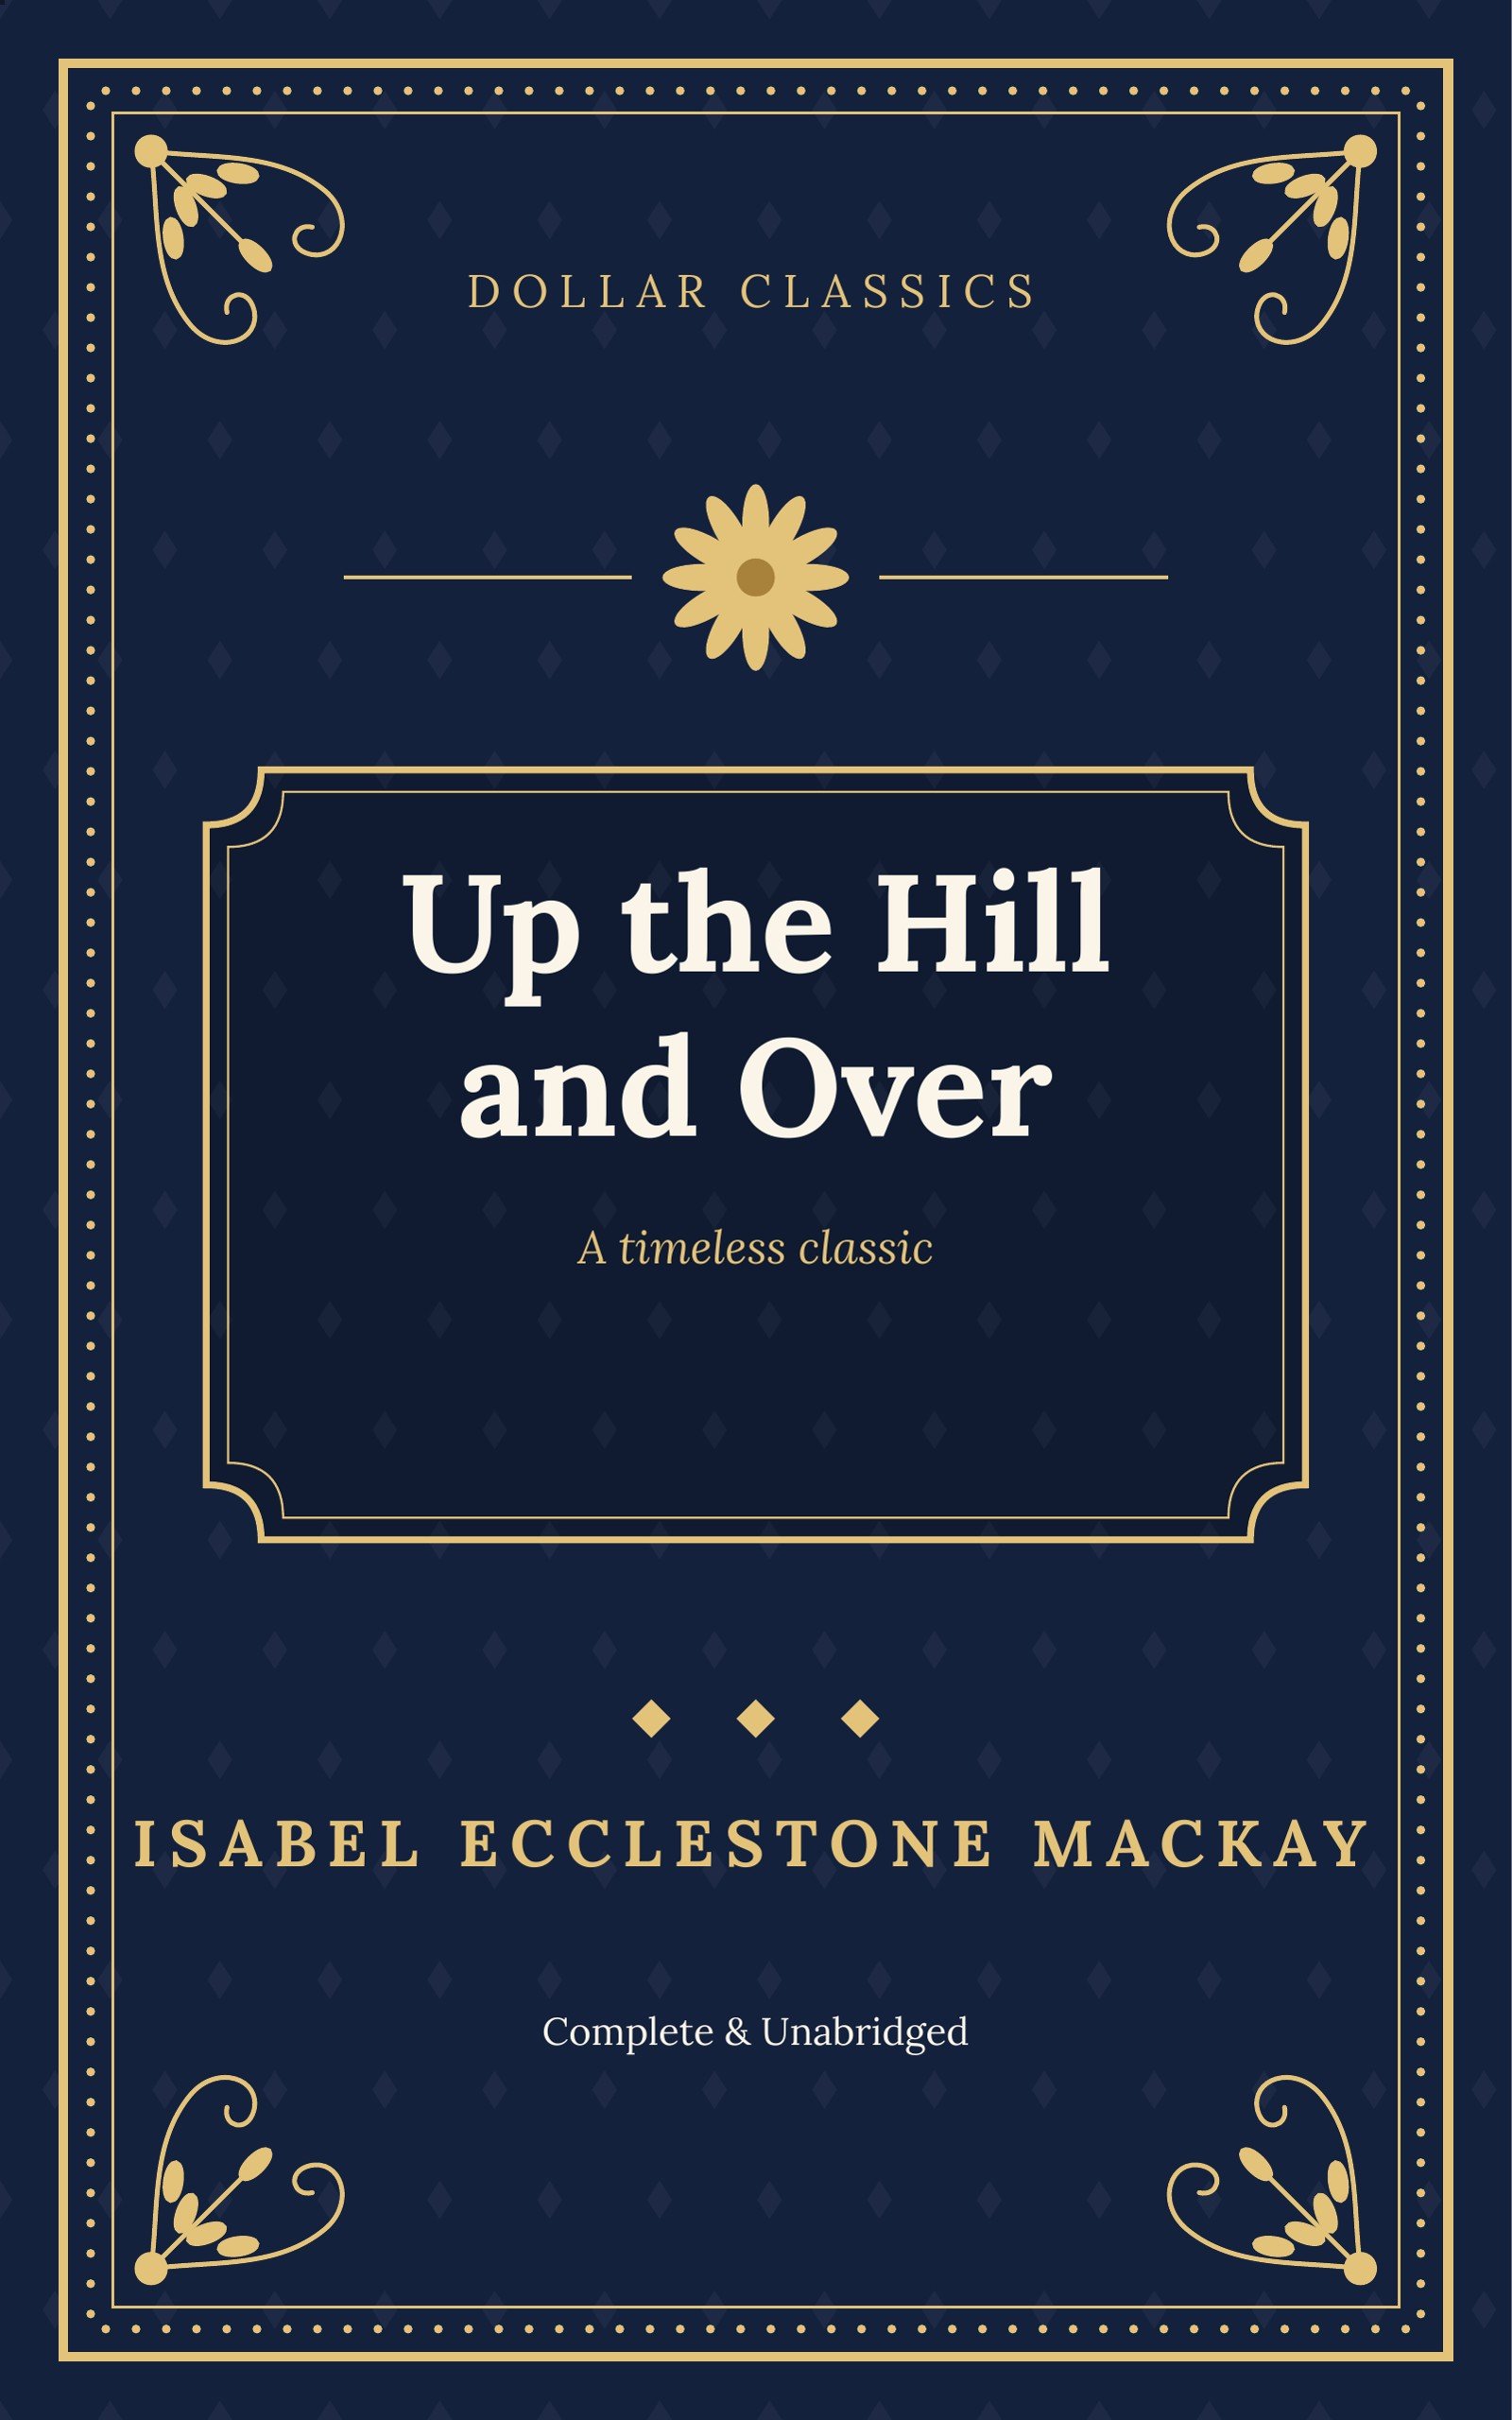 DOLLAR CLASSICS
Up the Hill
and Over
A timeless classic
ISABEL ECCLESTONE MACKAY
Complete & Unabridged